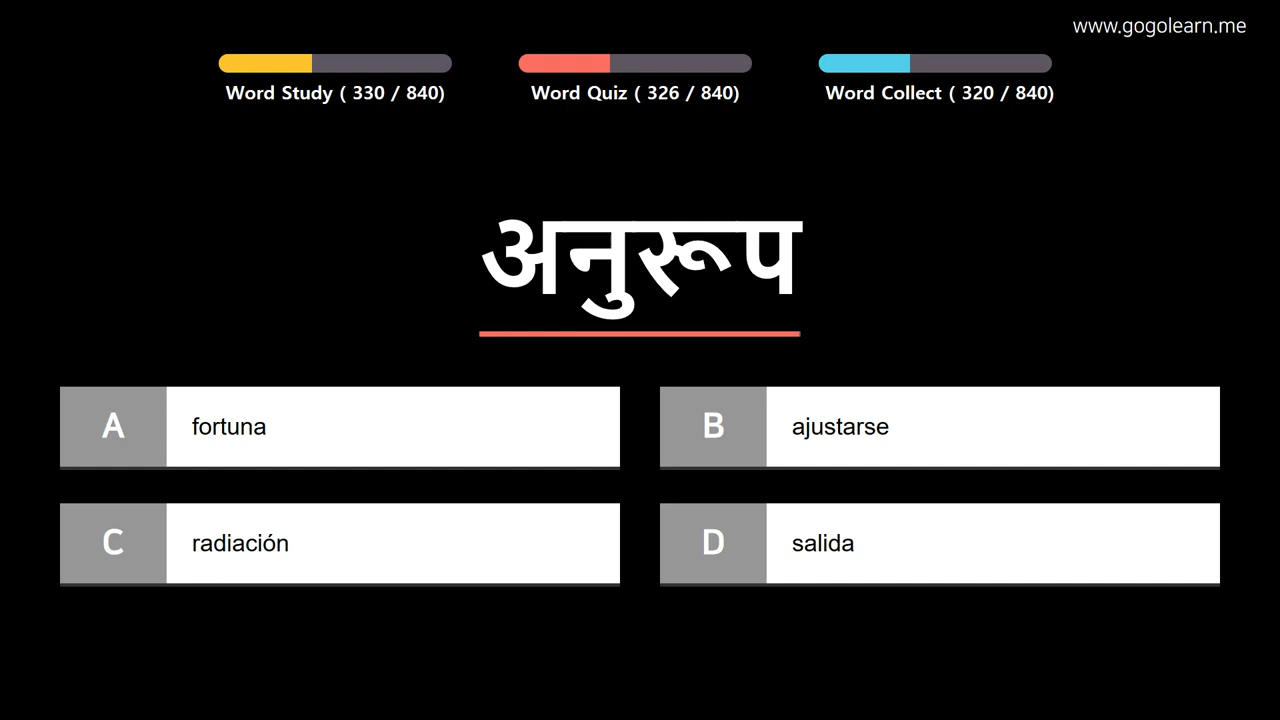 www.gogolearn.me
Word Study ( 330 / 840)
Word Quiz ( 326 / 840)
Word Collect ( 320 / 840)
अनुरूप
A fortuna
B ajustarse
C radiación
D salida